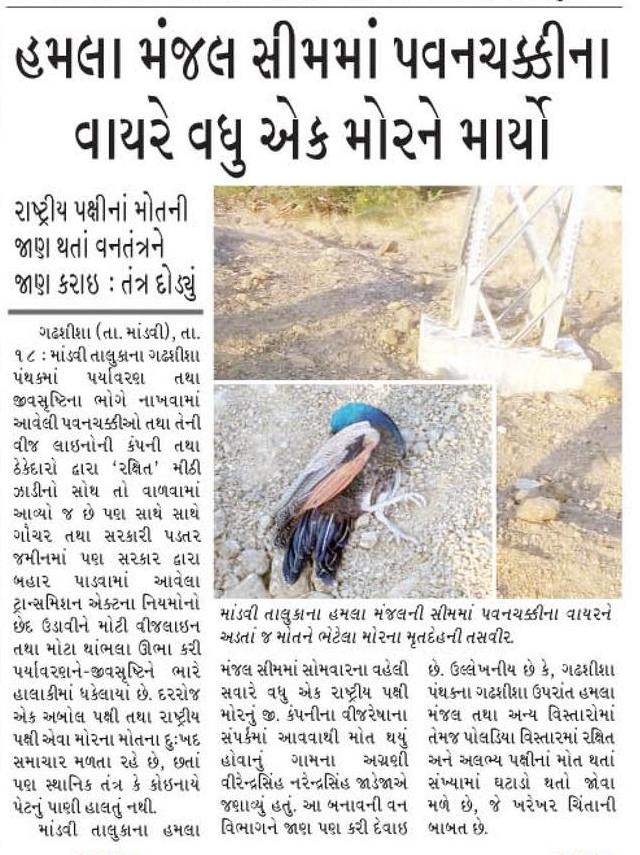 હમલા મંજલ સીમમાં પવનચક્કીના
વાયરે વધુ એક મોરને માર્યો
રાષ્ટ્રીય પક્ષીનાં મોતની
જાણ થતાં વનતંત્રને
જાણ કરાઇ : તંત્ર દોડ્યું
ગઢશીશા (તા. માંડવી), તા.
૧૮ : માંડવી તાલુકાના ગઢશીશા
પંથકમાં પર્યાવરણ તથા
જીવસૃષ્ટિના ભોગે નાખવામાં
આવેલી પવનચક્કીઓ તથા તેની
વીજ લાઇનોની કંપની તથા
ઠેકેદારો દ્વારા ‘રક્ષિત’ મીઠી
ઝાડીનો સોથ તો વાળવામાં
આવ્યો જ છે પણ સાથે સાથે
ગૌચર તથા સરકારી પડતર
જમીનમાં પણ સરકાર દ્વારા
બહાર પાડવામાં આવેલા
ટ્રાન્સમિશન એક્ટના નિયમોનો
છેદ ઉડાવીને મોટી વીજલાઇન
તથા મોટા થાંભલા ઊભા કરી
પર્યાવરણને-જીવસૃષ્ટિને ભારે
હાલાકીમાં ધકેલાયો છે. દરરોજ
એક અબોલ પક્ષી તથા રાષ્ટ્રીય
પક્ષી એવા મોરના મોતના દુઃખદ
સમાચાર મળતા રહે છે, છતાં
પણ સ્થાનિક તંત્ર કે કોઇનાયે
પેટનું પાણી હાલતું નથી.
માંડવી તાલુકાના હમલા
માંડવી તાલુકાના હમલા મંજલની સીમમાં પવનચક્કીના વાયરને
અડતાં જ મોતને ભેટેલા મોરના મૃતદેહની તસવીર.
મંજલ સીમમાં સોમવારના વહેલી
સવારે વધુ એક રાષ્ટ્રીય પક્ષી
મોરનું જી. કંપનીના વીજરેષાના
સંપર્કમાં આવવાથી મોત થયું
હોવાનું ગામના અગ્રણી
વીરેન્દ્રસિંહ નરેન્દ્રસિંહ જાડેજાએ
જણાવ્યું હતું. આ બનાવની વન
વિભાગને જાણ પણ કરી દેવાઇ
છે. ઉલ્લેખનીય છે કે, ગઢશીશા
પંથકના ગઢશીશા ઉપરાંત હમલા
મંજલ તથા અન્ય વિસ્તારોમાં
તેમજ પોલડિયા વિસ્તારમાં રક્ષિત
અને અલભ્ય પક્ષીનાં મોત થતાં
સંખ્યામાં ઘટાડો થતો જોવા
મળે છે, જે ખરેખર ચિંતાની
બાબત છે.